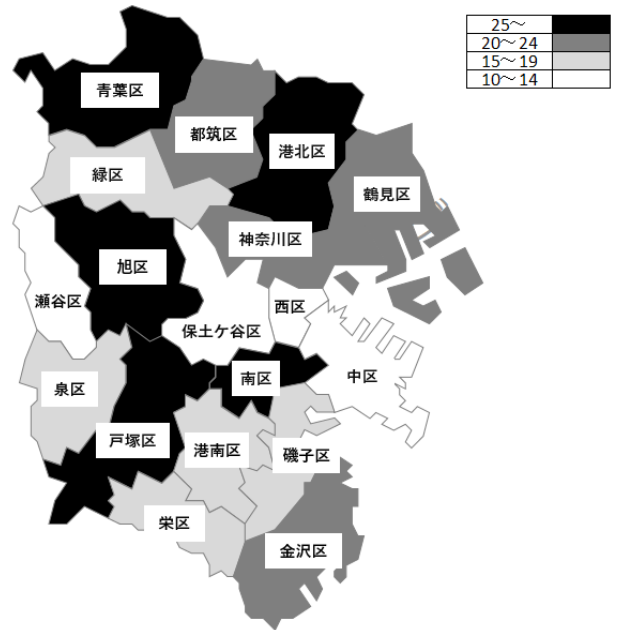 25～
20～24
15～19
10～14
青葉区
都筑区
港北区
緑区
鶴見区
神奈川区
旭区
瀬谷区
西区
保土ケ谷区
中区
南区
泉区
戸塚区
港南区
磯子区
栄区
金沢区